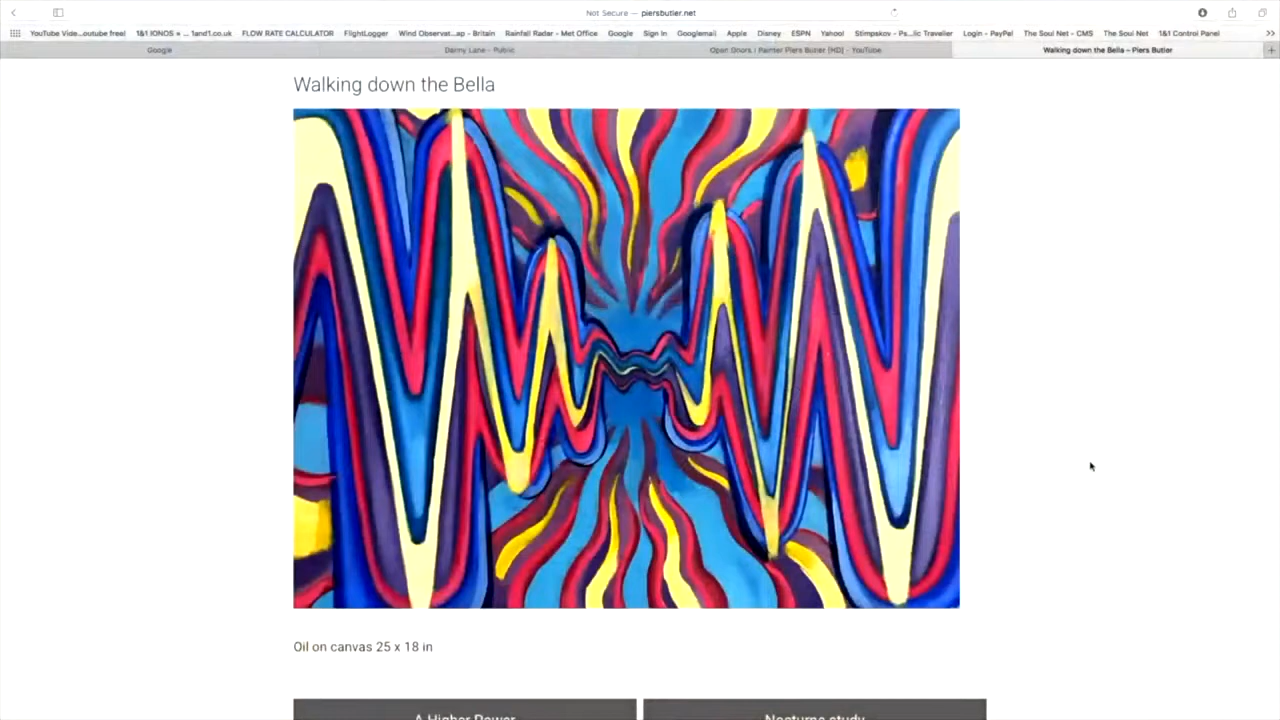 Not Secure — piersbutler.net
YouTube Vide...outube free! 1&1 IONOS » ... 1and1.co.uk FLOW RATE CALCULATOR FlightLogger Wind Observat...ap - Britain Rainfall Radar - Met Office Google Sign In Googlemail Apple Disney ESPN Yahoo! Stimpskov - Ps...lic Traveller Login - PayPal The Soul Net - CMS The Soul Net 1&1 Control Panel >>
Google Danny Lane - Public Open Doors / Painter Piers Butler [HD] - YouTube Walking down the Bella – Piers Butler
Walking down the Bella
Oil on canvas 25 x 18 in
A Higher Power Nocturne study